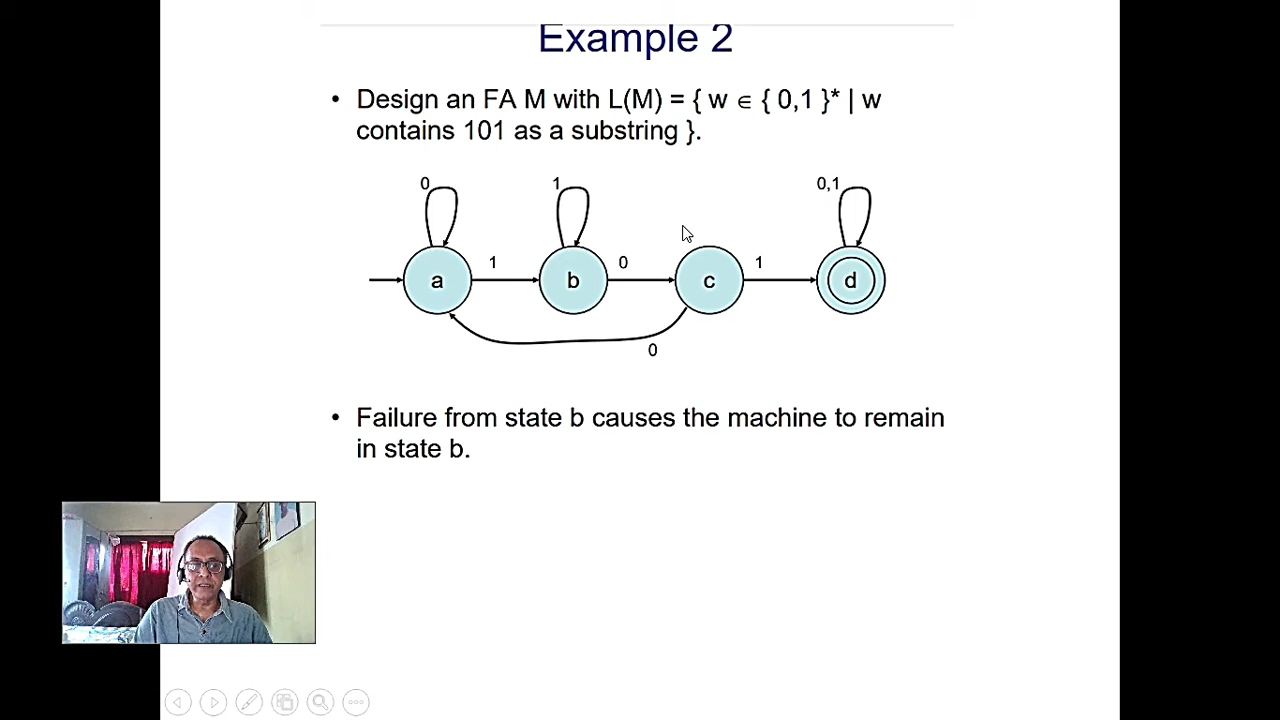 Example 2
• Design an FA M with L(M) = { w ∈ { 0,1 }* | w
contains 101 as a substring }.
0 1 0,1
1 0 1
a b c d
0
• Failure from state b causes the machine to remain
in state b.